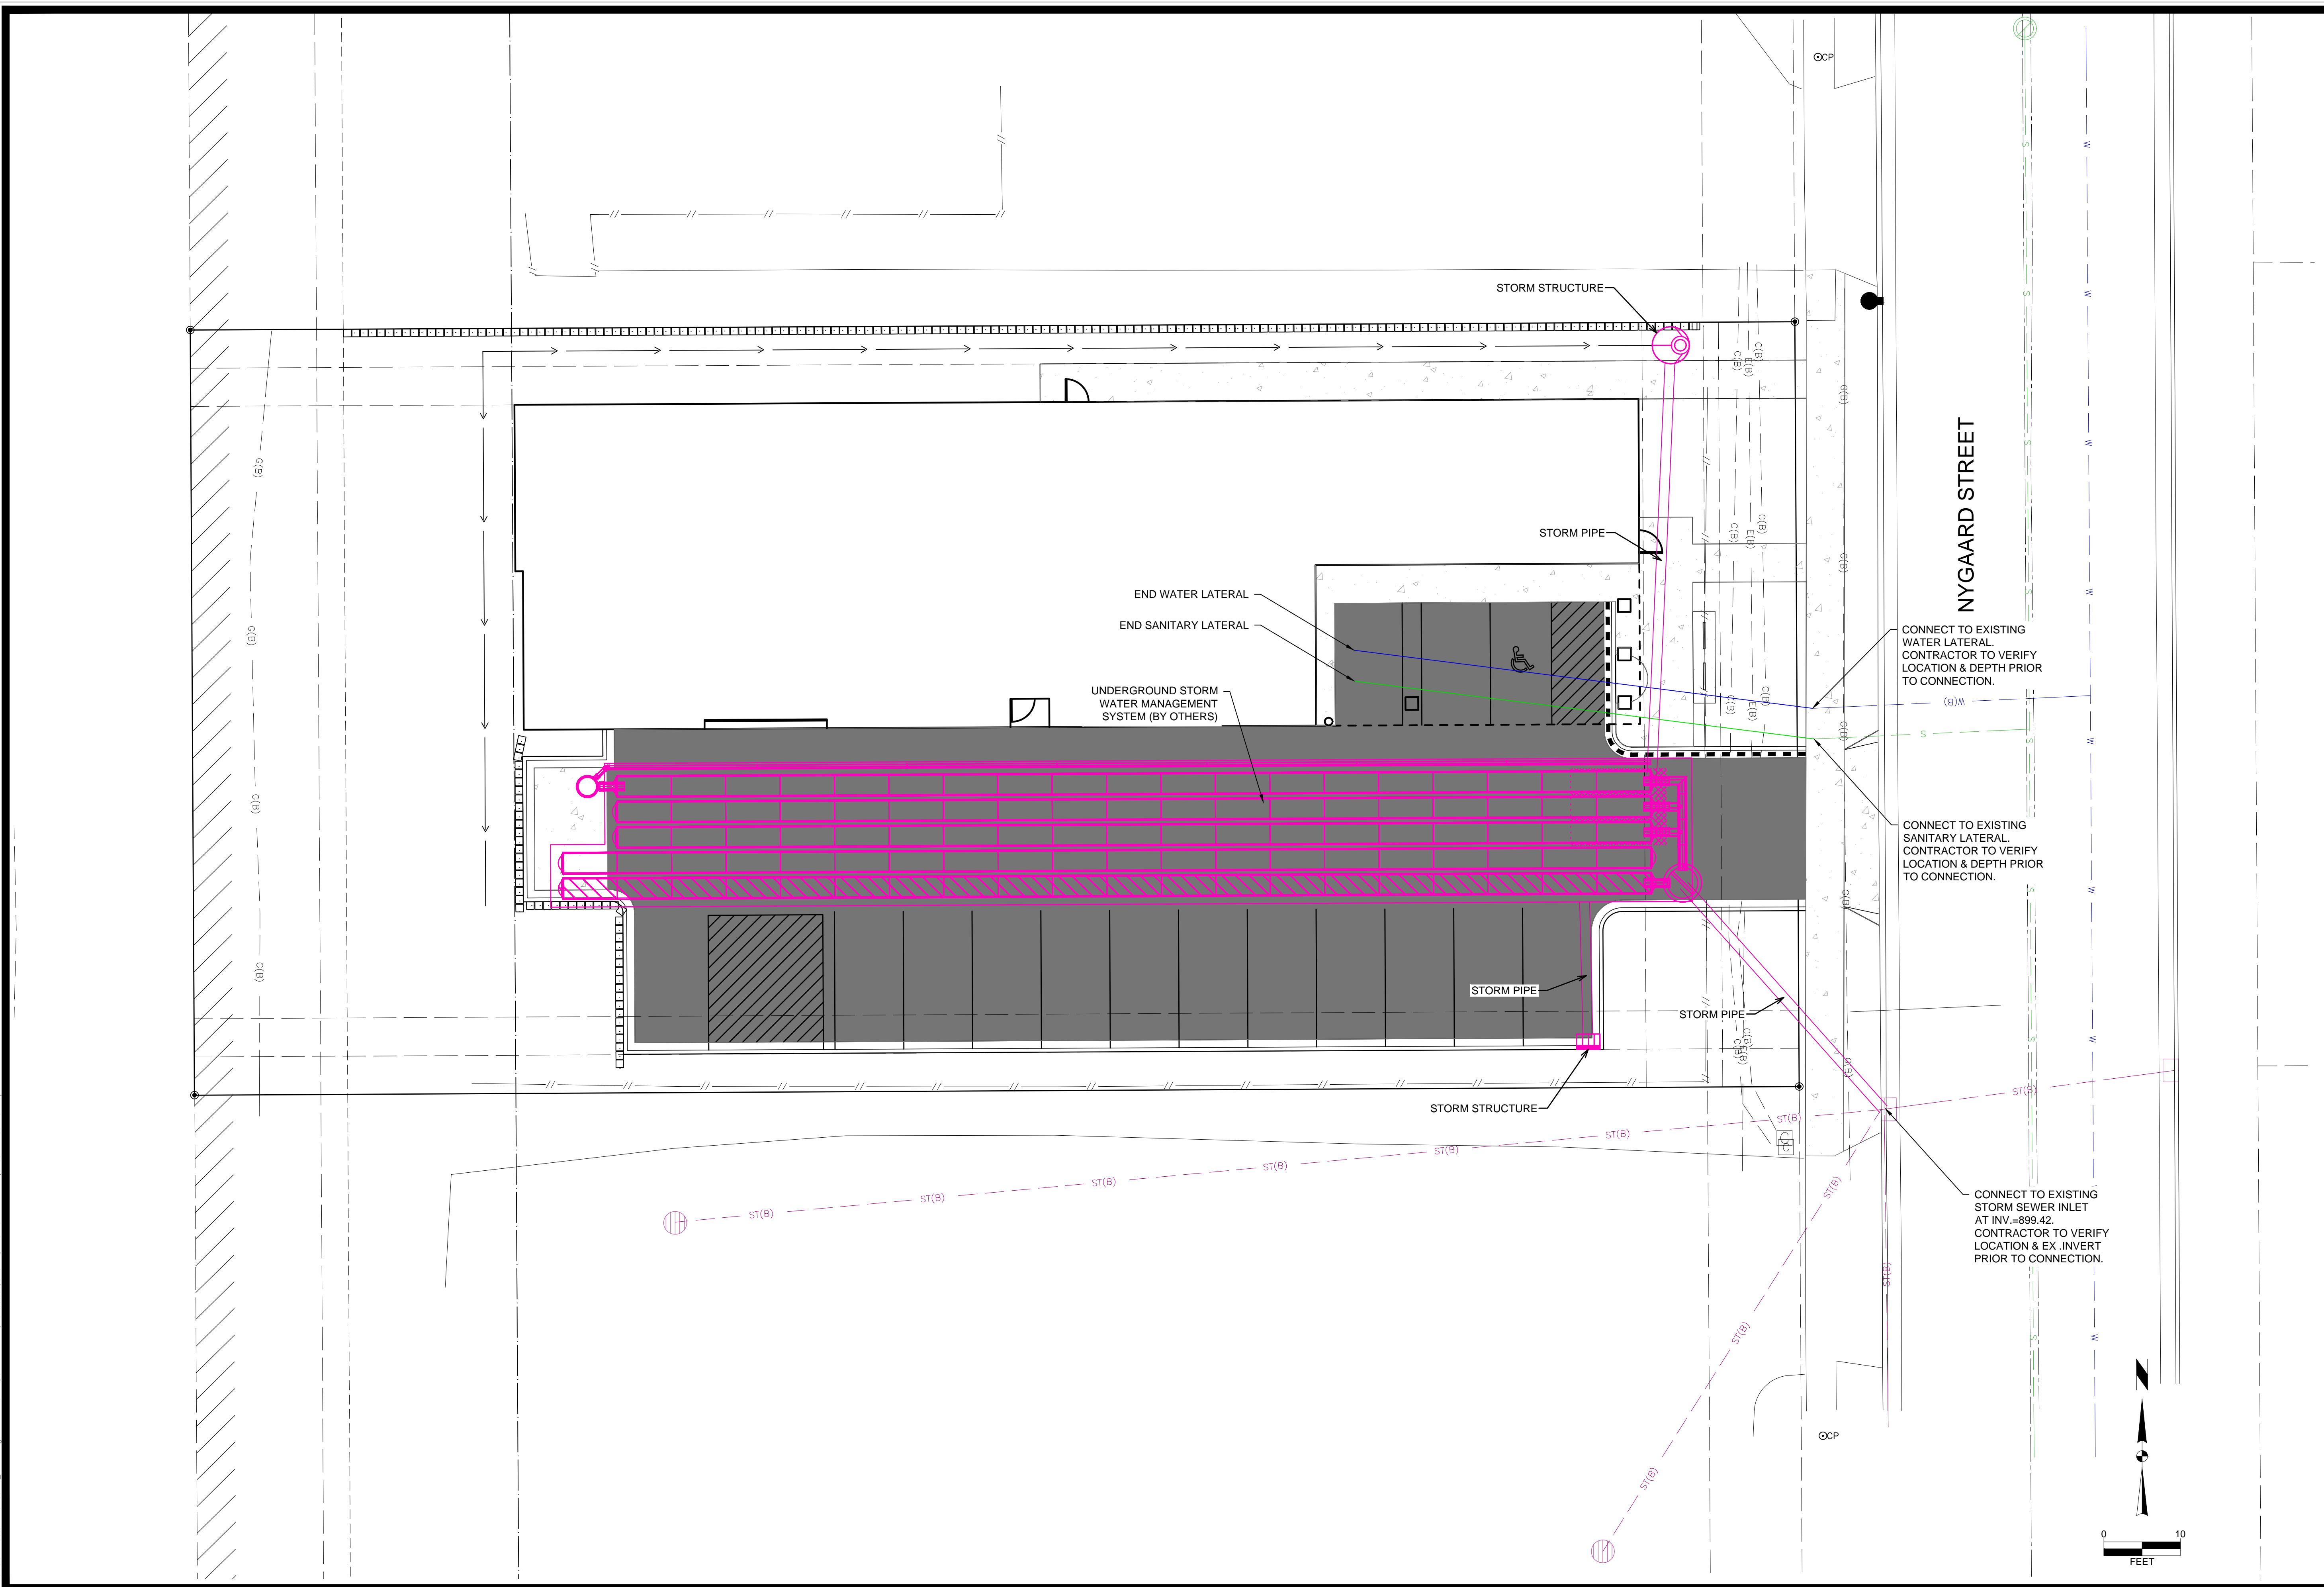 CP
STORM STRUCTURE
NYGAARD STREET
STORM PIPE
END WATER LATERAL
END SANITARY LATERAL
CONNECT TO EXISTING
WATER LATERAL.
CONTRACTOR TO VERIFY
LOCATION & DEPTH PRIOR
TO CONNECTION.
UNDERGROUND STORM
WATER MANAGEMENT
SYSTEM (BY OTHERS)
CONNECT TO EXISTING
SANITARY LATERAL.
CONTRACTOR TO VERIFY
LOCATION & DEPTH PRIOR
TO CONNECTION.
STORM PIPE
STORM PIPE
STORM STRUCTURE
CONNECT TO EXISTING
STORM SEWER INLET
AT INV.=899.42.
CONTRACTOR TO VERIFY
LOCATION & EX .INVERT
PRIOR TO CONNECTION.
CP
N
0 10
FEET
G(B)
G(B)
G(B)
G(B)
C(B)
E(B)
C(B)
C(B)
E(B)
C(B)
C(B)
E(B)
C(B)
C(B)
C(B)
E(B)
G(B)
G(B)
G(B)
G(B)
G(B)
W(B)
S
S
S
S
S
S
S
S
S
W
W
W
W
W
W
W
W
ST(B)
ST(B)
ST(B)
ST(B)
ST(B)
ST(B)
ST(B)
ST(B)
ST(B)
ST(B)
ST(B)
ST(B)
C
C